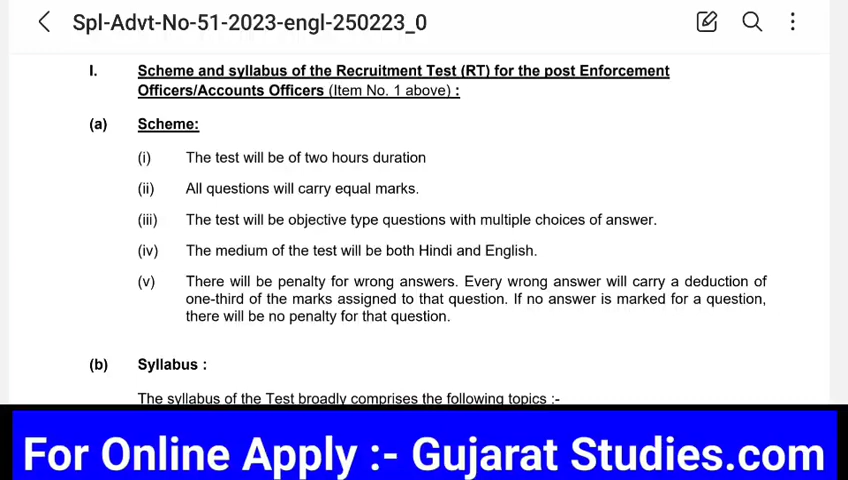 Spl-Advt-No-51-2023-engl-250223_0
I. Scheme and syllabus of the Recruitment Test (RT) for the post Enforcement
Officers/Accounts Officers (Item No. 1 above) :
(a) Scheme:
(i) The test will be of two hours duration
(ii) All questions will carry equal marks.
(iii) The test will be objective type questions with multiple choices of answer.
(iv) The medium of the test will be both Hindi and English.
(v) There will be penalty for wrong answers. Every wrong answer will carry a deduction of
one-third of the marks assigned to that question. If no answer is marked for a question,
there will be no penalty for that question.
(b) Syllabus :
The syllabus of the Test broadly comprises the following topics :-
For Online Apply :- Gujarat Studies.com